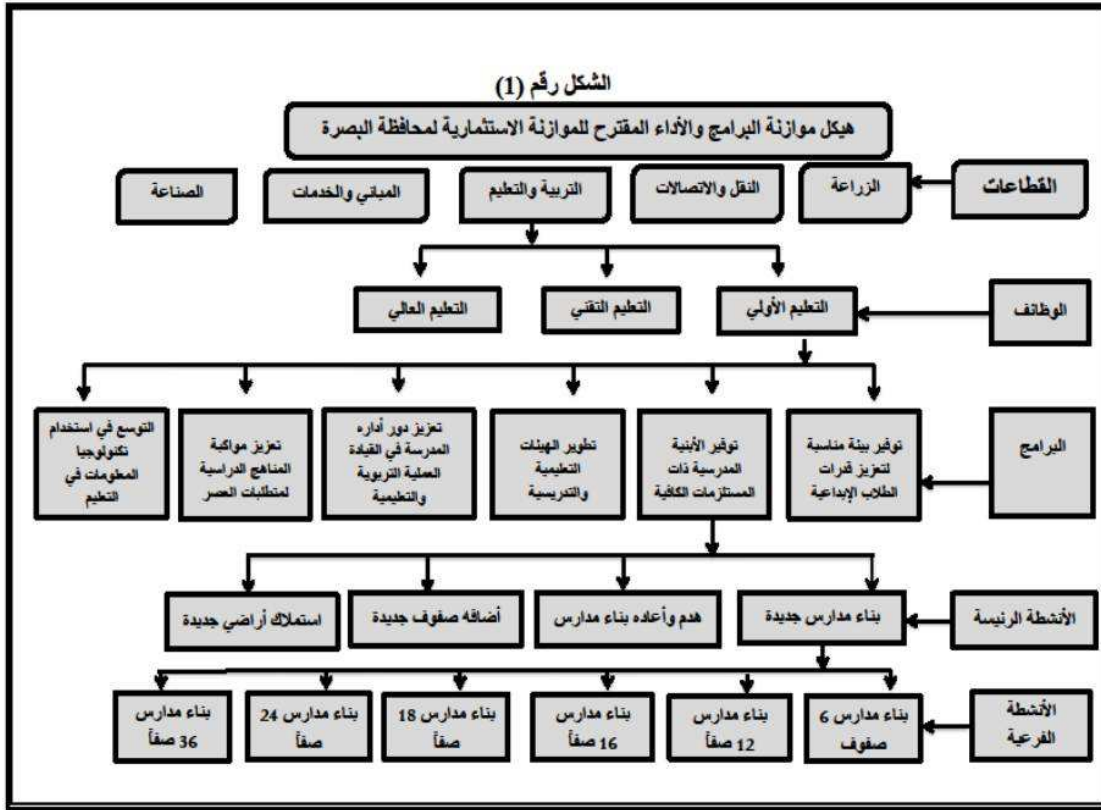 الشكل رقم (1)
هيكل موازنة البرامج والأداء المقترح للموازنة الاستثمارية لمحافظة البصرة
القطاعات
الزراعة
النقل والاتصالات
التربية والتعليم
المباني والخدمات
الصناعة
الوظائف
التعليم الأولي
التعليم التقني
التعليم العالي
البرامج
توفير بيئة مناسبة
لتعزيز قدرات
الطلاب الإبداعية
توفير الأبنية
المدرسية ذات
المستلزمات الكافية
تطوير الهيئات
التعليمية
والتدريسية
تعزيز دور أداره
المدرسة في القيادة
العملية التربوية
والتعليمية
تعزيز مواكبة
المناهج الدراسية
لمتطلبات العصر
التوسع في استخدام
تكنولوجيا
المعلومات في
التعليم
الأنشطة الرئيسة
بناء مدارس جديدة
هدم وأعاده بناء مدارس
أضافه صفوف جديدة
استملاك أراضي جديدة
الأنشطة
الفرعية
بناء مدارس 6
صفوف
بناء مدارس
12 صفاً
بناء مدارس
16 صفاً
بناء مدارس 18
صفاً
بناء مدارس 24
صفاً
بناء مدارس
36 صفاً